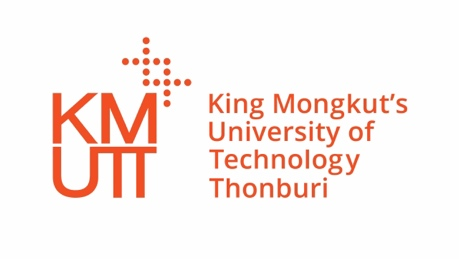 KM
UTT
King Mongkut's
University of
Technology
Thonburi